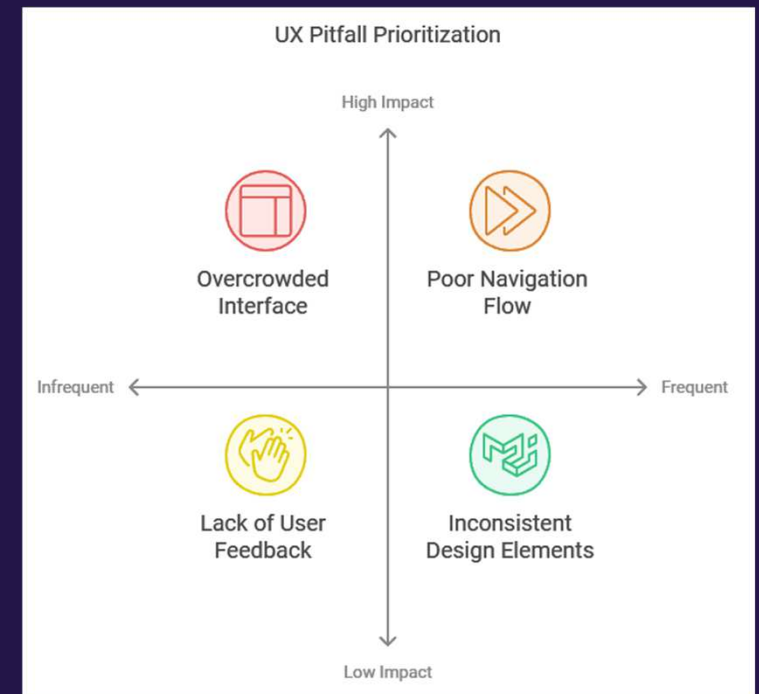 UX Pitfall Prioritization
High Impact
Overcrowded
Interface
Poor Navigation
Flow
Infrequent
Frequent
Lack of User
Feedback
Inconsistent
Design Elements
Low Impact